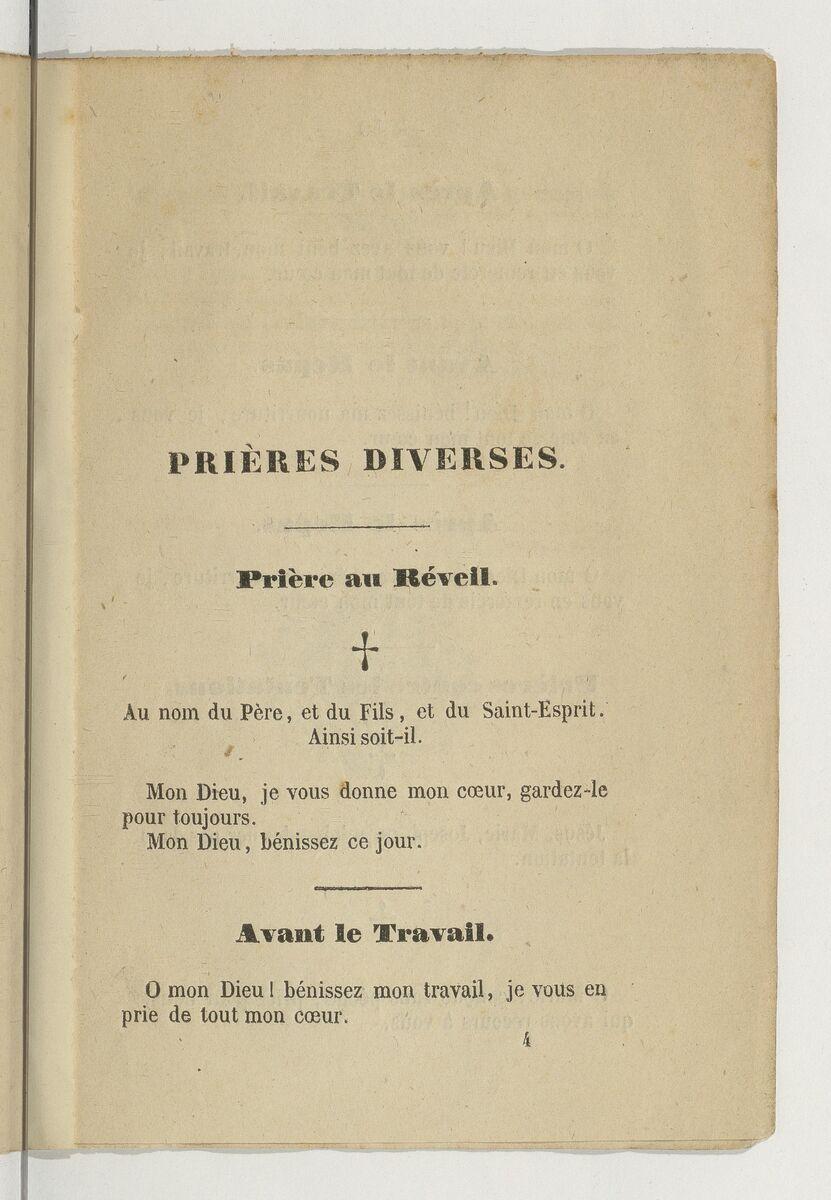 PRIÈRES DIVERSES.
Prière au Réveil.
†
Au nom du Père, et du Fils, et du Saint-Esprit.
Ainsi soit-il.
Mon Dieu, je vous donne mon cœur, gardez-le
pour toujours.
Mon Dieu, bénissez ce jour.
Avant le Travail.
O mon Dieu! bénissez mon travail, je vous en
prie de tout mon cœur.
4